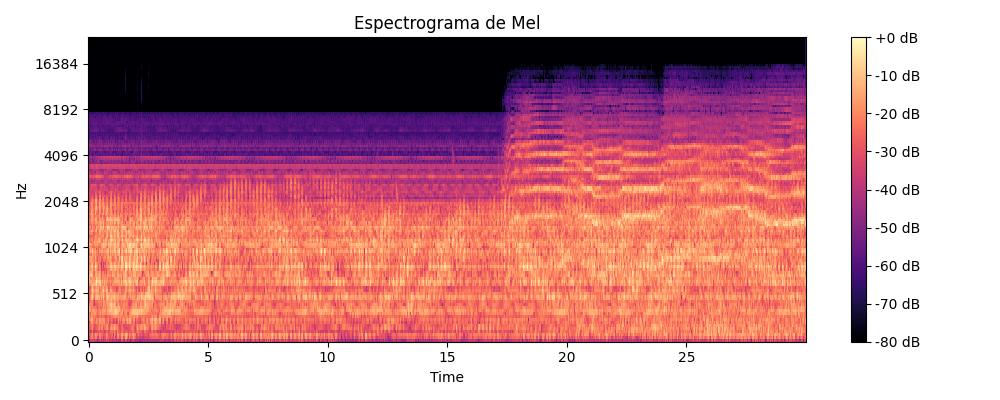 Espectrograma de Mel
+0 dB
16384
-10 dB
8192
-20 dB
-30 dB
4096
Hz
-40 dB
2048
-50 dB
1024
-60 dB
512
-70 dB
0
-80 dB
0 5 10 15 20 25
Time